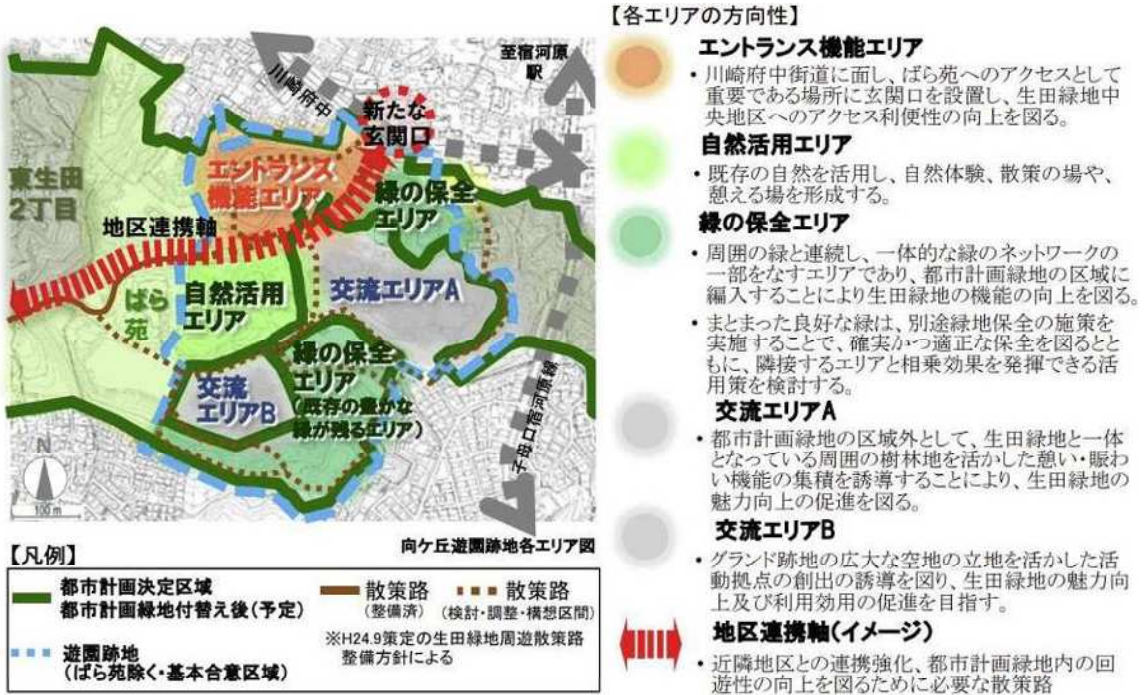 至宿河原
駅
川崎府中
新たな
玄関口
エントランス
機能エリア
緑の保全
エリア
東生田
2丁目
地区連携軸
ばら
苑
自然活用
エリア
交流エリアA
緑の保全
エリア
(既存の豊かな
緑が残るエリア)
交流
エリアB
子母口宿河原線
N
100m
向ケ丘遊園跡地各エリア図
【凡例】
都市計画決定区域
都市計画緑地付替え後(予定)
遊園跡地
(ばら苑除く・基本合意区域)
散策路
(整備済)
散策路
(検討・調整・構想区間)
※H24.9策定の生田緑地周遊散策路
整備方針による
【各エリアの方向性】
エントランス機能エリア
・川崎府中街道に面し、ばら苑へのアクセスとして
重要である場所に玄関口を設置し、生田緑地中
央地区へのアクセス利便性の向上を図る。
自然活用エリア
・既存の自然を活用し、自然体験、散策の場や、
憩える場を形成する。
緑の保全エリア
・周囲の緑と連続し、一体的な緑のネットワークの
一部をなすエリアであり、都市計画緑地の区域に
編入することにより生田緑地の機能の向上を図る。
・まとまった良好な緑は、別途緑地保全の施策を
実施することで、確実かつ適正な保全を図るとと
もに、隣接するエリアと相乗効果を発揮できる活
用策を検討する。
交流エリアA
・都市計画緑地の区域外として、生田緑地と一体
となっている周囲の樹林地を活かした憩い・賑わ
い機能の集積を誘導することにより、生田緑地の
魅力向上の促進を図る。
交流エリアB
・グランド跡地の広大な空地の立地を活かした活
動拠点の創出の誘導を図り、生田緑地の魅力向
上及び利用効用の促進を目指す。
地区連携軸(イメージ)
・近隣地区との連携強化、都市計画緑地内の回
遊性の向上を図るために必要な散策路